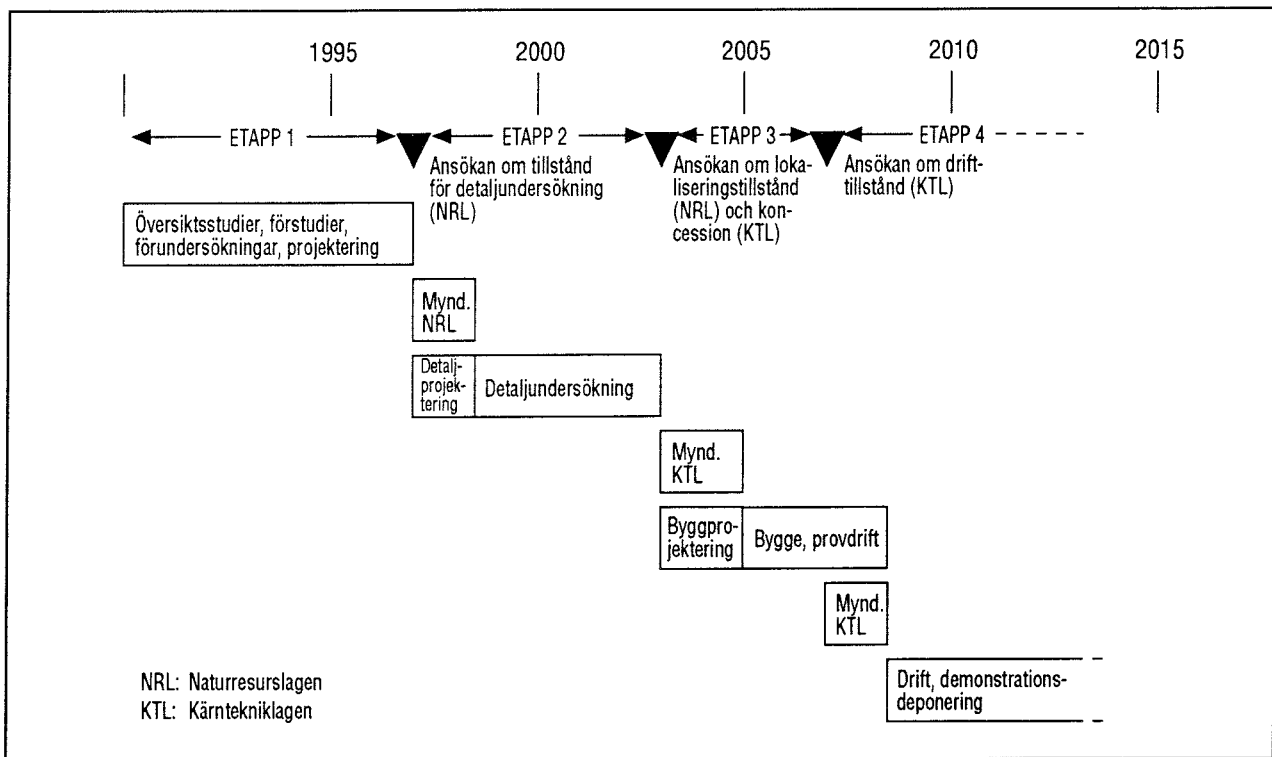 1995 2000 2005 2010 2015
ETAPP 1 ETAPP 2 ETAPP 3 ETAPP 4
Ansökan om tillstånd
för detaljundersökning
(NRL)
Ansökan om loka-
liseringstillstånd
(NRL) och kon-
cession (KTL)
Ansökan om drift-
tillstånd (KTL)
Översiktsstudier, förstudier,
förundersökningar, projektering
Mynd.
NRL
Detalj-
projek-
tering
Detaljundersökning
Mynd.
KTL
Byggpro-
jektering
Bygge, provdrift
Mynd.
KTL
Drift, demonstrations-
deponering
NRL: Naturresurslagen
KTL: Kärntekniklagen